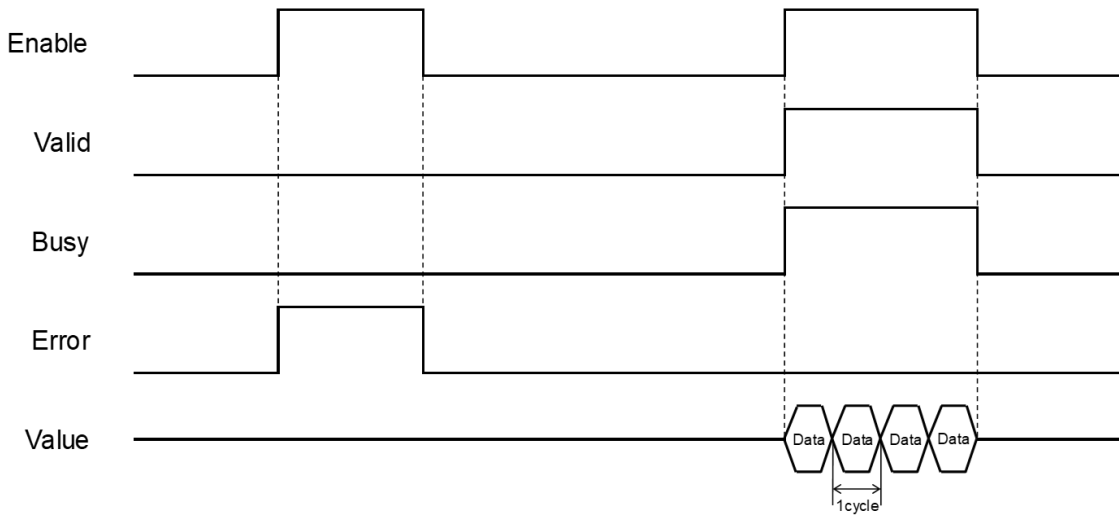 Enable
Valid
Busy
Error
Value
Data Data Data Data
1cycle